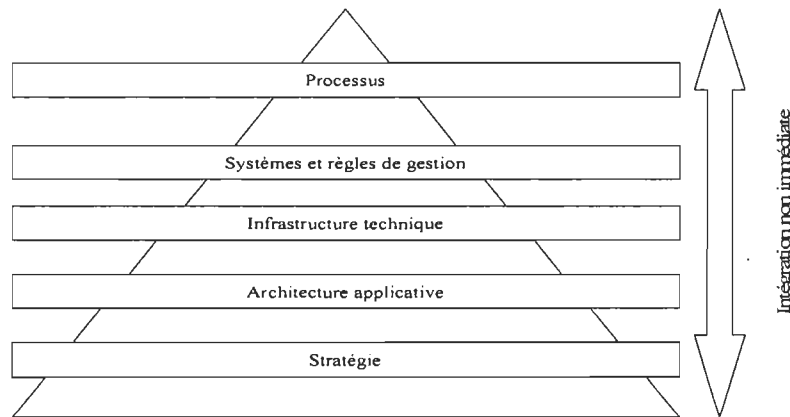 Processus
Systèmes et règles de gestion
Infrastructure technique
Architecture applicative
Stratégie
Intégration non immédiate